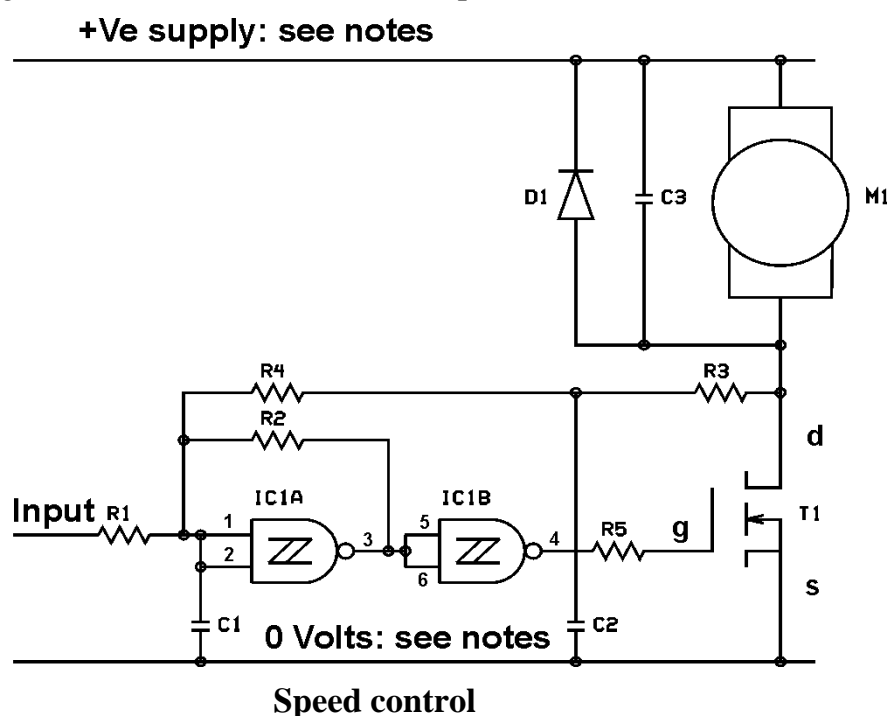 +Ve supply: see notes
D1
C3
M1
R4
R3
R2
d
IC1A
IC1B
Input
R1
1
2
3
5
6
4
R5
g
T1
s
C1
0 Volts: see notes
C2
Speed control